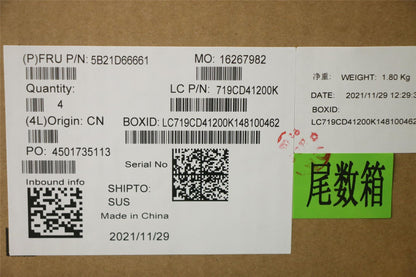 (P)FRU P/N: 5B21D66661
MO: 16267982
Quantity:
4
LC P/N: 719CD41200K
(4L)Origin: CN
BOXID: LC719CD41200K148100462
PO: 4501735113
Serial No
Inbound info
SHIPTO:
SUS
Made in China
2021/11/29
净重: WEIGHT: 1.80 Kg
DATE: 2021/11/29 12:29:3
BOXID:
LC719CD41200K148100462
尾数箱